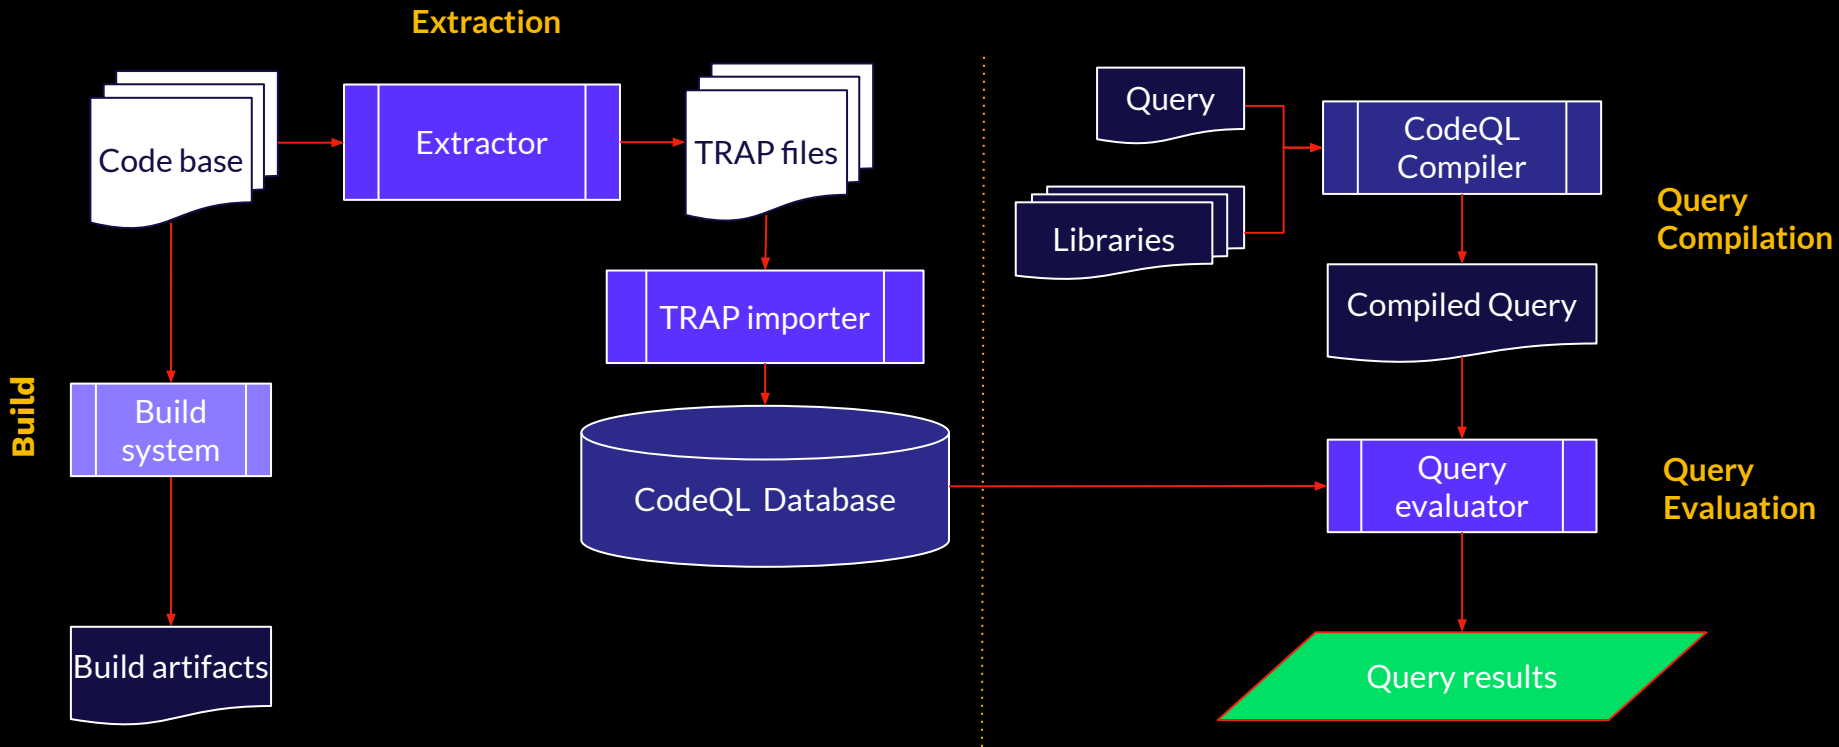 Extraction
Code base
Extractor
TRAP files
TRAP importer
CodeQL  Database
Build
Build
system
Build artifacts
Query
Libraries
CodeQL
Compiler
Query
Compilation
Compiled Query
Query
evaluator
Query
Evaluation
Query results